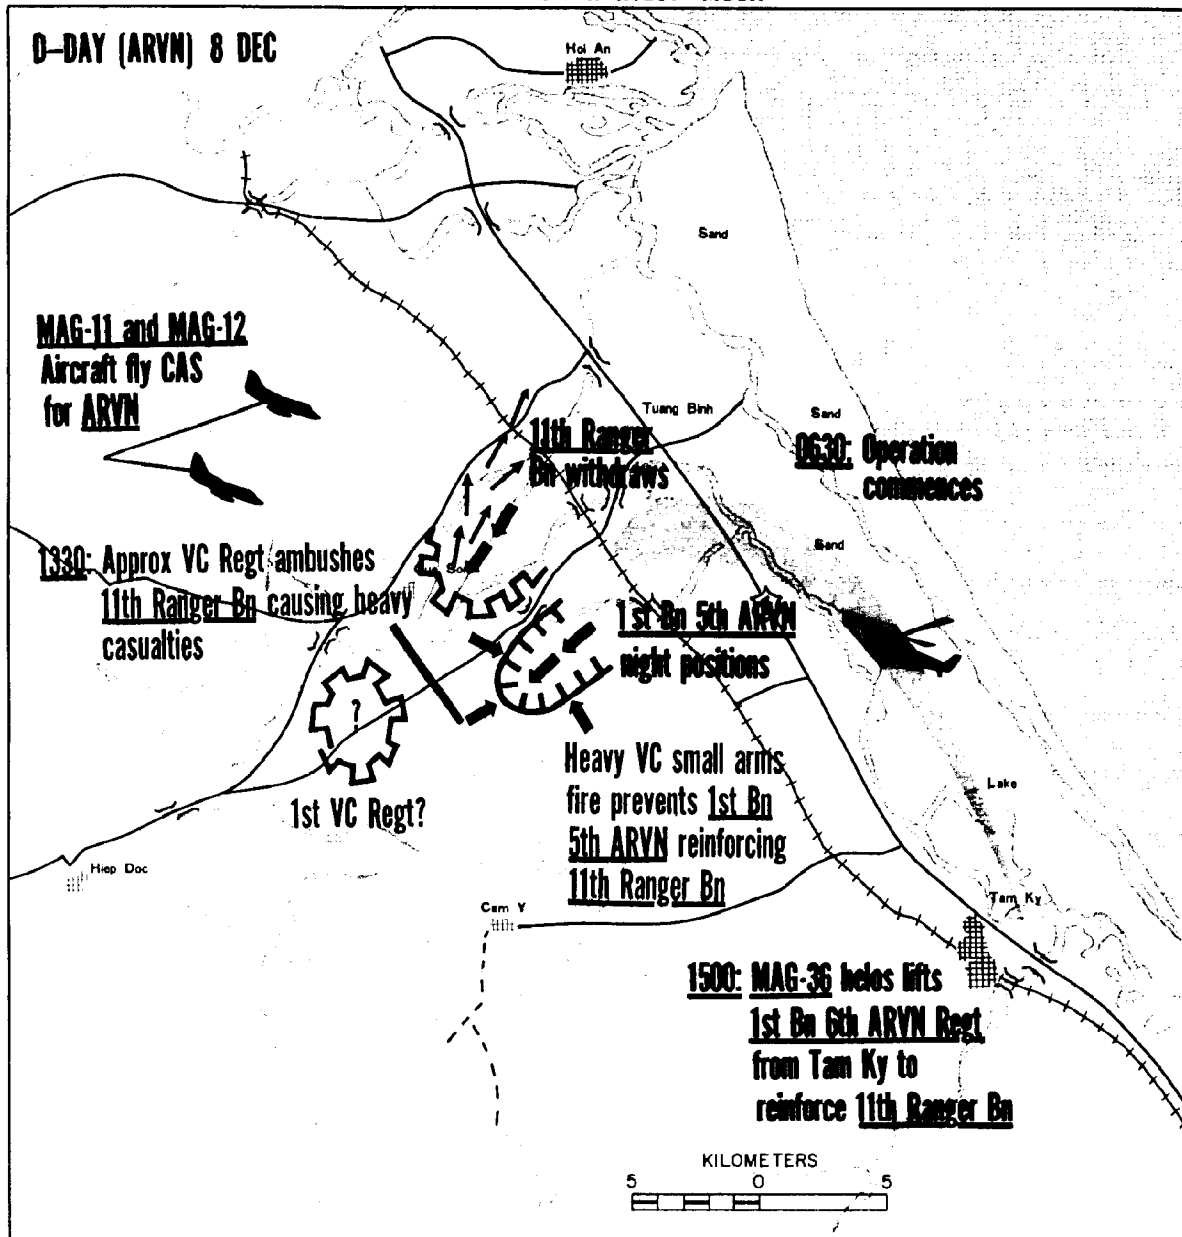 D-DAY (ARVN) 8 DEC
Hoi An
Sand
MAG-11 and MAG-12
Aircraft fly CAS
for ARVN
Tuang Binh
Sand
11th Ranger
Bn withdraws
0630: Operation
commences
Sand
1330: Approx VC Regt ambushes
11th Ranger Bn causing heavy
casualties
1st Bn 5th ARVN
night positions
?
1st VC Regt?
Heavy VC small arms
fire prevents 1st Bn
5th ARVN reinforcing
11th Ranger Bn
Lake
Hiep Doc
Cam Y
Tam Ky
1500: MAG-36 helos lifts
1st Bn 6th ARVN Regt
from Tam Ky to
reinforce 11th Ranger Bn
KILOMETERS
5 0 5